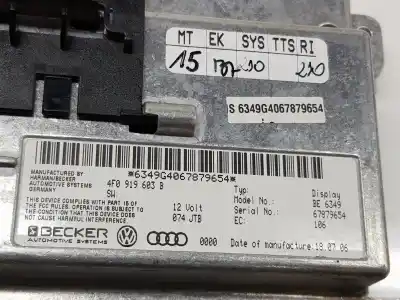 MT EK SYS TTS RI
15
S 6349G4067879654
*6349G4067879654*
MANUFACTURED BY
HARMAN/BECKER
AUTOMOTIVE SYSTEMS
GERMANY
4F0 919 603 B
SW:
Typ: Display
Model No: BE 6349
Serial No: 67879654
EC: 106
THIS DEVICE COMPLIES WITH PART 15
OF THE FCC RULES. OPERATION IS
SUBJECT TO THE CONDITION THAT
THIS DEVICE DOES
NOT CAUSE HARMFUL INTERFERENCE.
12 Volt
074 JTB
BECKER
AUTOMOTIVE SYSTEMS
0000
Date of manufacture: 18.07.06